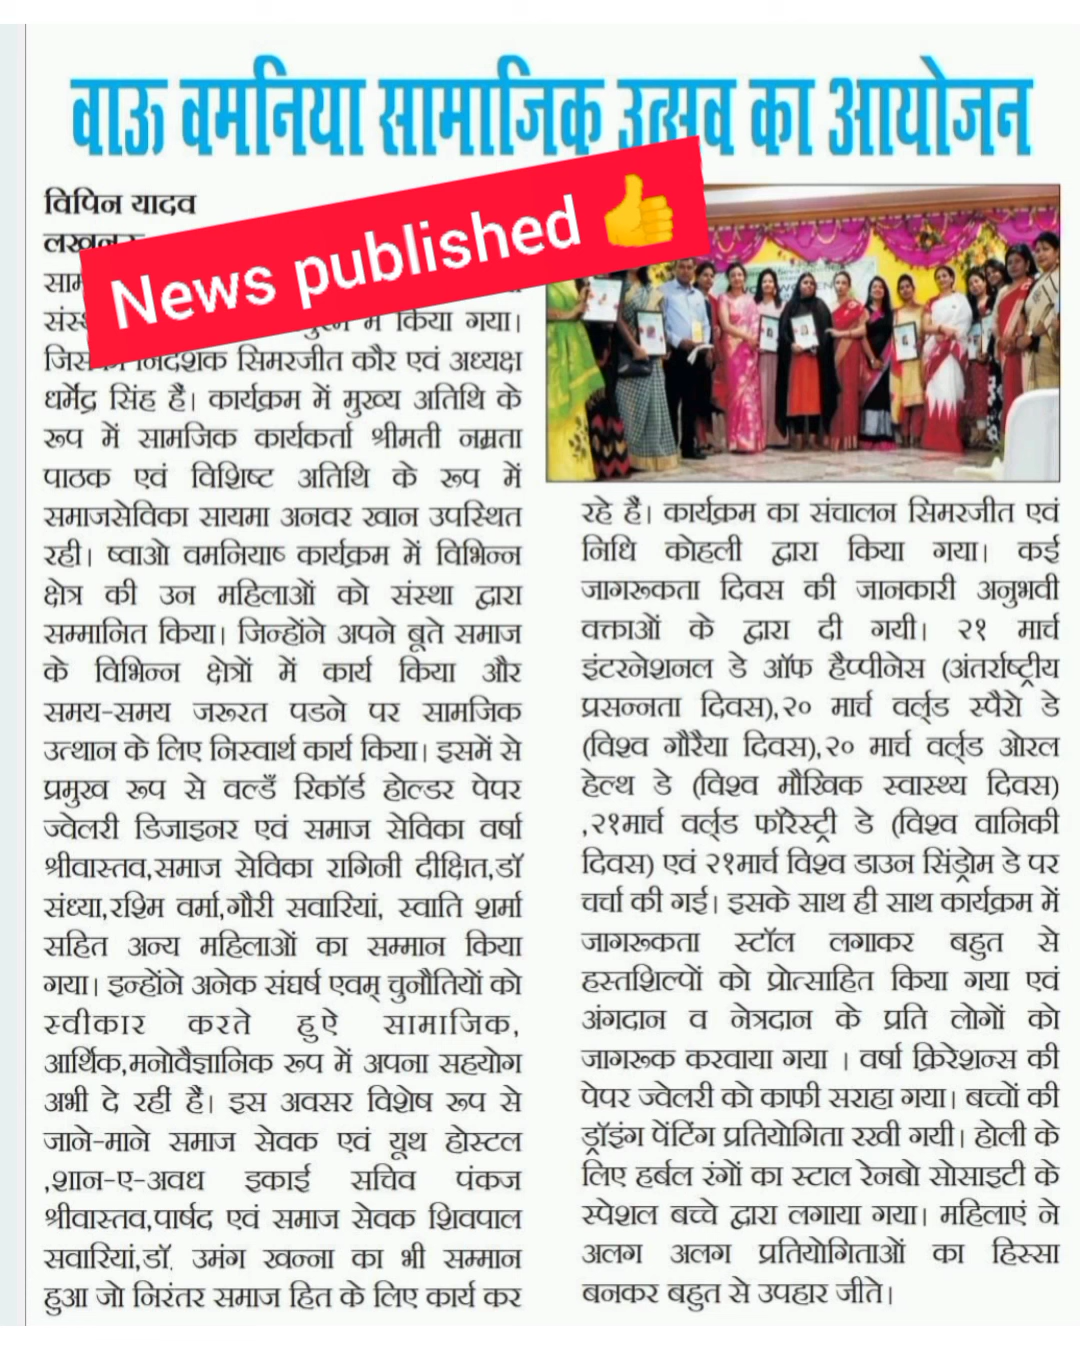 वाऊ वमनिया सामाजिक उत्सव का आयोजन
News published 👍
विपिन यादव
में किया गया।
निदेशक सिमरजीत कौर एवं अध्यक्ष
धर्मेंद्र सिंह है। कार्यक्रम में मुख्य अतिथि के
रूप में सामजिक कार्यकर्ता श्रीमती नम्रता
पाठक एवं विशिष्ट अतिथि के रूप में
समाजसेविका सायमा अनवर खान उपस्थित
रही। ष्वाओ वमनियाष्ठ कार्यक्रम में विभिन्न
क्षेत्र की उन महिलाओं को संस्था द्वारा
सम्मानित किया। जिन्होंने अपने बूते समाज
के विभिन्न क्षेत्रों में कार्य किया और
समय-समय जरूरत पडने पर सामजिक
उत्थान के लिए निस्वार्थ कार्य किया। इसमें से
प्रमुख रूप से वर्ल्ड रिकॉर्ड होल्डर पेपर
ज्वेलरी डिजाइनर एवं समाज सेविका वर्षा
श्रीवास्तव,समाज सेविका रागिनी दीक्षित,डॉ
संध्या,रश्मि वर्मा,गौरी सवारियां, स्वाति शर्मा
सहित अन्य महिलाओं का सम्मान किया
गया। इन्होंने अनेक संघर्ष एवम् चुनौतियों को
स्वीकार करते हुऐ सामाजिक,
आर्थिक,मनोवैज्ञानिक रूप में अपना सहयोग
अभी दे रहीं हैं। इस अवसर विशेष रूप से
जाने-माने समाज सेवक एवं यूथ होस्टल
,शान-ए-अवध इकाई सचिव पंकज
श्रीवास्तव,पार्षद एवं समाज सेवक शिवपाल
सवारियां,डॉ. उमंग खन्ना का भी सम्मान
हुआ जो निरंतर समाज हित के लिए कार्य कर
रहे है। कार्यक्रम का संचालन सिमरजीत एवं
निधि कोहली द्वारा किया गया। कई
जागरूकता दिवस की जानकारी अनुभवी
वक्ताओं के द्वारा दी गयी। २१ मार्च
इंटरनेशनल डे ऑफ हैप्पीनेस (अंतर्राष्ट्रीय
प्रसन्नता दिवस),२० मार्च वर्ल्ड स्पैरो डे
(विश्व गौरैया दिवस),२० मार्च वर्ल्ड ओरल
हेल्थ डे (विश्व मौखिक स्वास्थ्य दिवस)
,२१मार्च वर्ल्ड फॉरेस्ट्री डे (विश्व वानिकी
दिवस) एवं २१मार्च विश्व डाउन सिंड्रोम डे पर
चर्चा की गई। इसके साथ ही साथ कार्यक्रम में
जागरूकता स्टॉल लगाकर बहुत से
हस्तशिल्पों को प्रोत्साहित किया गया एवं
अंगदान व नेत्रदान के प्रति लोगों को
जागरूक करवाया गया । वर्षा क्रिरेशन्स की
पेपर ज्वेलरी को काफी सराहा गया। बच्चों की
ड्रॉइंग पेंटिंग प्रतियोगिता रखी गयी। होली के
लिए हर्बल रंगों का स्टाल रेनबो सोसाइटी के
स्पेशल बच्चे द्वारा लगाया गया। महिलाएं ने
अलग अलग प्रतियोगिताओं का हिस्सा
बनकर बहुत से उपहार जीते।